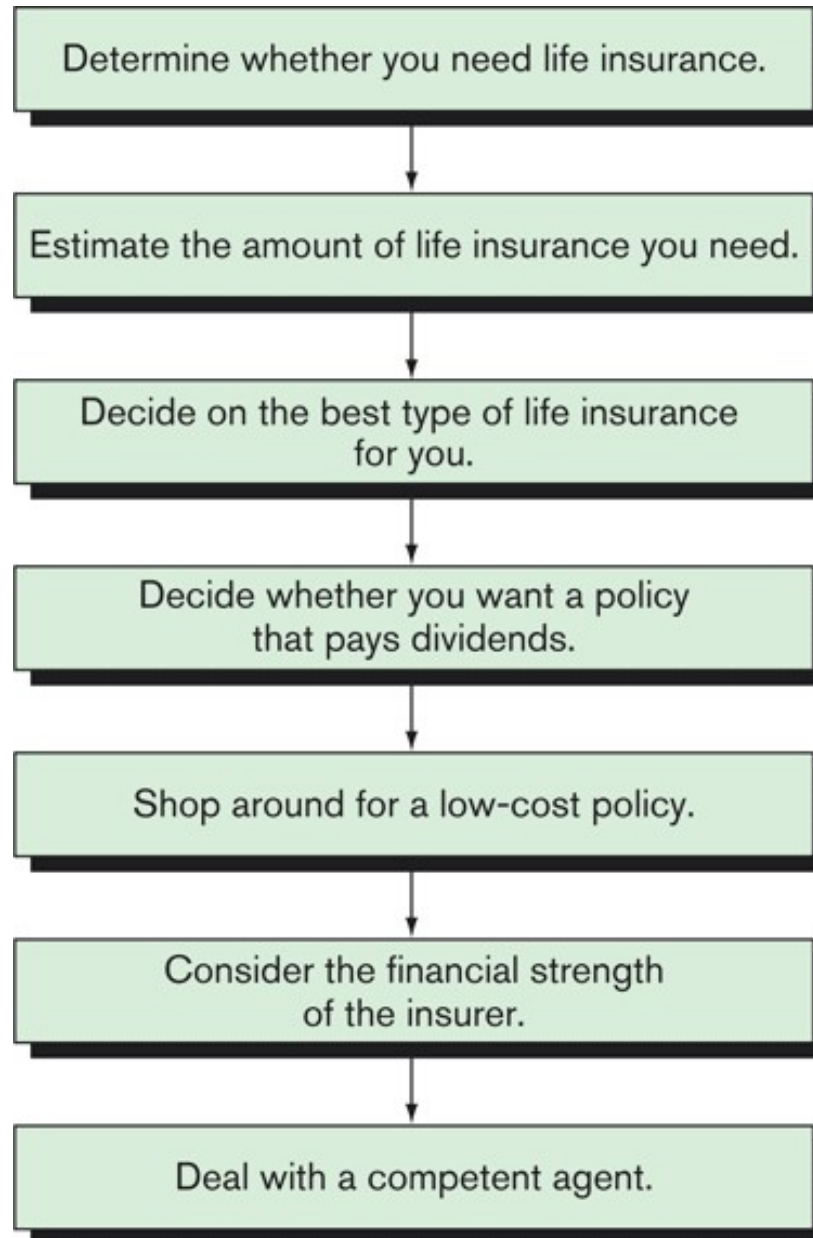 Determine whether you need life insurance.
Estimate the amount of life insurance you need.
Decide on the best type of life insurance
for you.
Decide whether you want a policy
that pays dividends.
Shop around for a low-cost policy.
Consider the financial strength
of the insurer.
Deal with a competent agent.